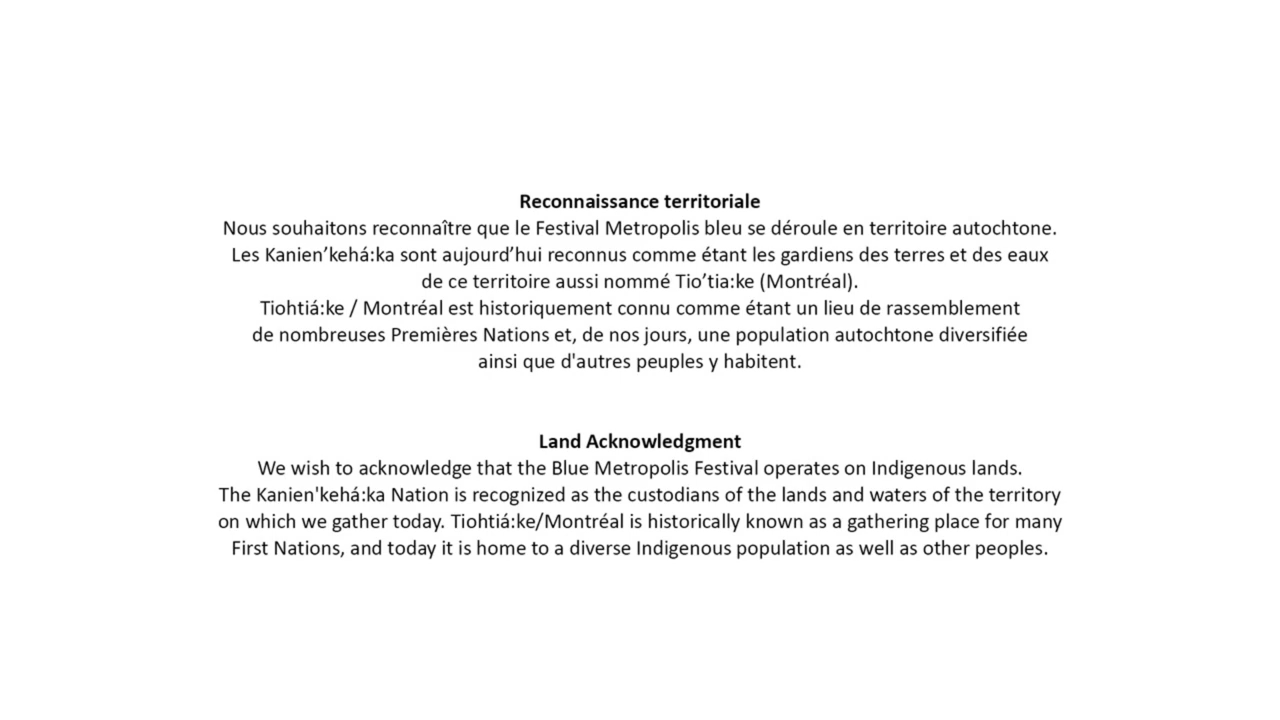 Reconnaissance territoriale
Nous souhaitons reconnaître que le Festival Metropolis bleu se déroule en territoire autochtone.
Les Kanien’kehá:ka sont aujourd’hui reconnus comme étant les gardiens des terres et des eaux
de ce territoire aussi nommé Tio’tia:ke (Montréal).
Tiohtiá:ke / Montréal est historiquement connu comme étant un lieu de rassemblement
de nombreuses Premières Nations et, de nos jours, une population autochtone diversifiée
ainsi que d'autres peuples y habitent.
Land Acknowledgment
We wish to acknowledge that the Blue Metropolis Festival operates on Indigenous lands.
The Kanien'kehá:ka Nation is recognized as the custodians of the lands and waters of the territory
on which we gather today. Tiohtiá:ke/Montréal is historically known as a gathering place for many
First Nations, and today it is home to a diverse Indigenous population as well as other peoples.